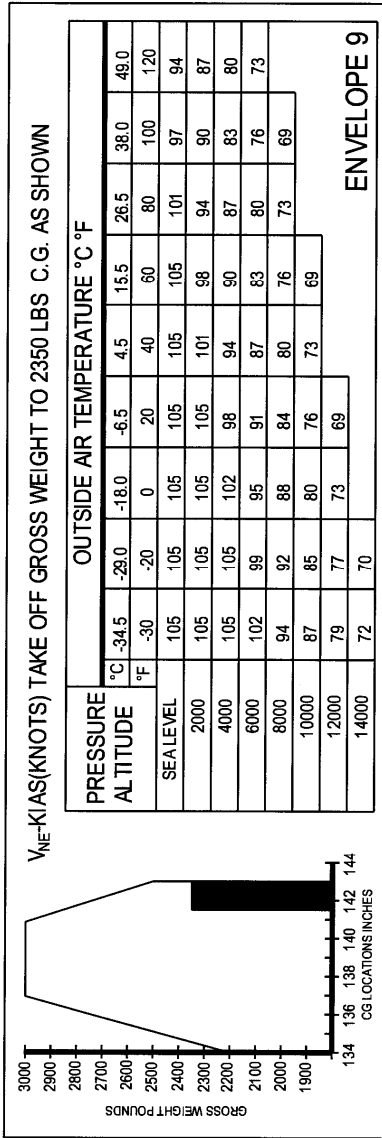 V_NE-KIAS(KNOTS) TAKE OFF GROSS WEIGHT TO 2350 LBS C.G. AS SHOWN
PRESSURE ALTITUDE
OUTSIDE AIR TEMPERATURE °C °F
°C -34.5 -29.0 -18.0 -6.5 4.5 15.5 26.5 38.0 49.0
°F -30 -20 0 20 40 60 80 100 120
SEA LEVEL 105 105 105 105 105 105 101 97 94
2000 105 105 105 105 101 98 94 90 87
4000 105 105 102 98 94 90 87 83 80
6000 102 99 95 91 87 83 80 76 73
8000 94 92 88 84 80 76 73 69
10000 87 85 80 76 73 69
12000 79 77 73 69
14000 72 70
ENVELOPE 9
GROSS WEIGHT POUNDS
3000
2900
2800
2700
2600
2500
2400
2300
2200
2100
2000
1900
134 136 138 140 142 144
CG LOCATIONS INCHES